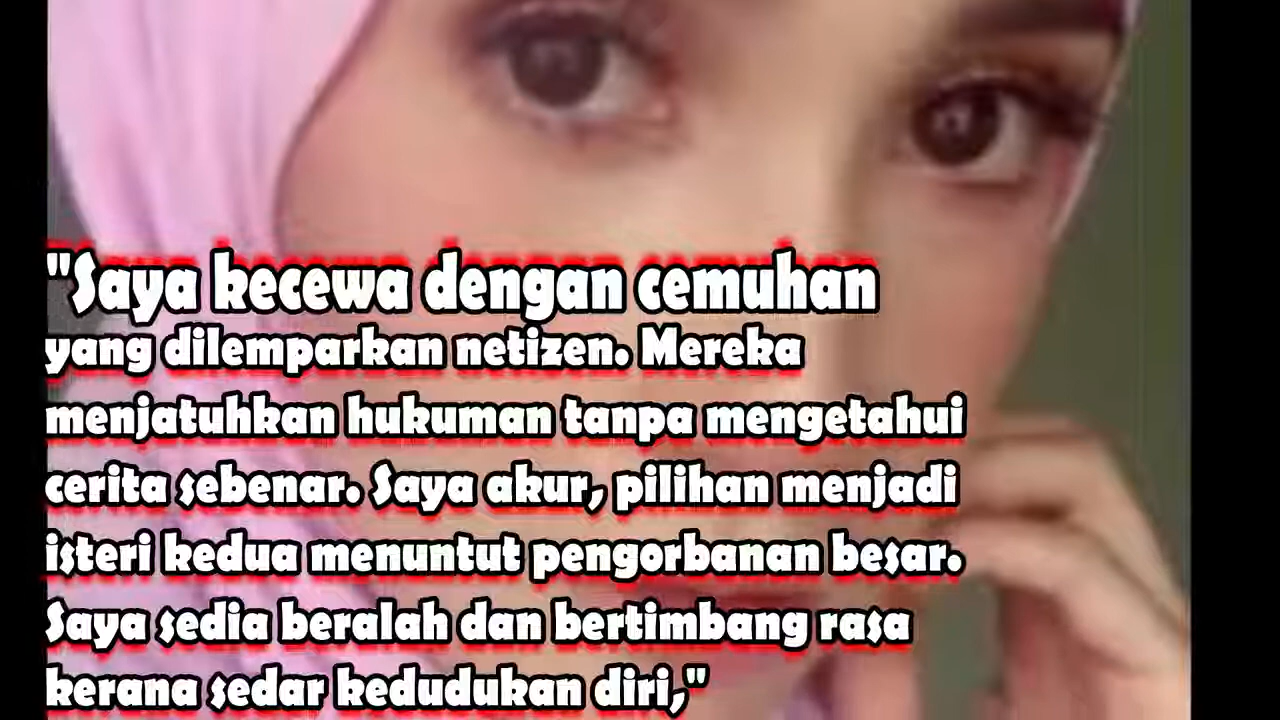 "Saya kecewa dengan cemuhan
yang dilemparkan netizen. Mereka
menjatuhkan hukuman tanpa mengetahui
cerita sebenar. Saya akur, pilihan menjadi
isteri kedua menuntut pengorbanan besar.
Saya sedia beralah dan bertimbang rasa
kerana sedar kedudukan diri,"